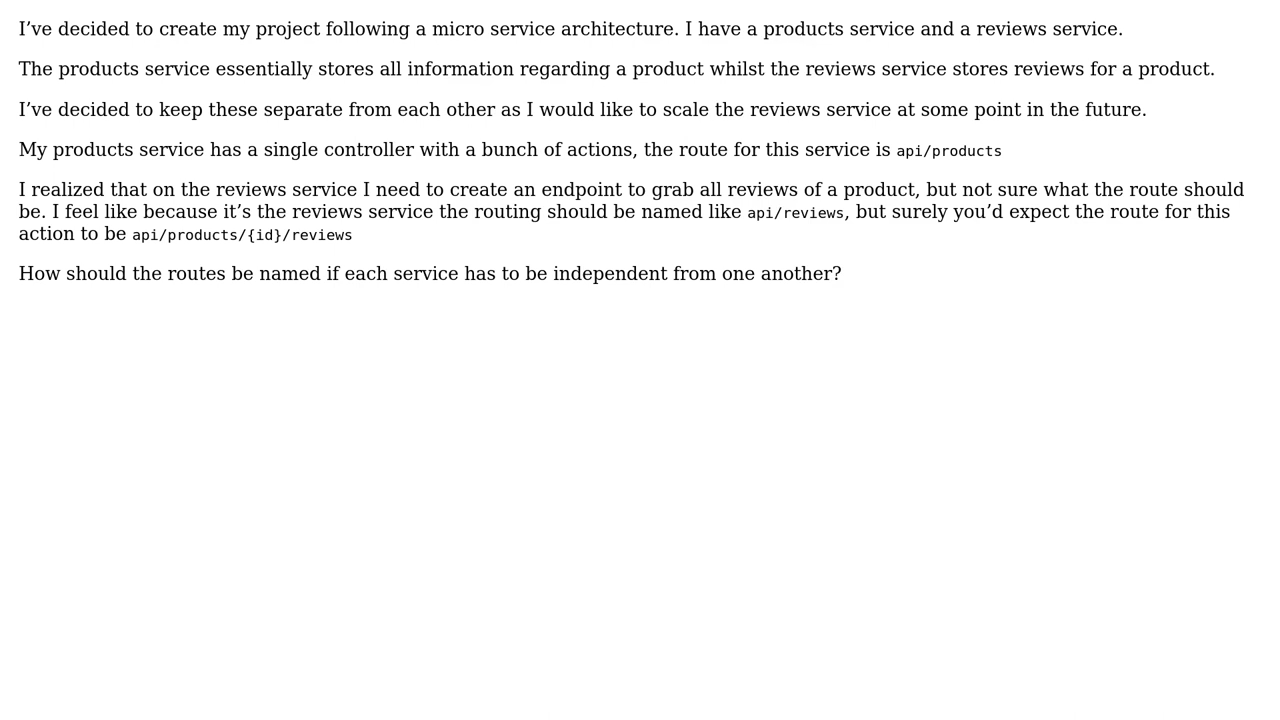 I’ve decided to create my project following a micro service architecture. I have a products service and a reviews service.
The products service essentially stores all information regarding a product whilst the reviews service stores reviews for a product.
I’ve decided to keep these separate from each other as I would like to scale the reviews service at some point in the future.
My products service has a single controller with a bunch of actions, the route for this service is api/products
I realized that on the reviews service I need to create an endpoint to grab all reviews of a product, but not sure what the route should
be. I feel like because it’s the reviews service the routing should be named like api/reviews, but surely you’d expect the route for this
action to be api/products/{id}/reviews
How should the routes be named if each service has to be independent from one another?